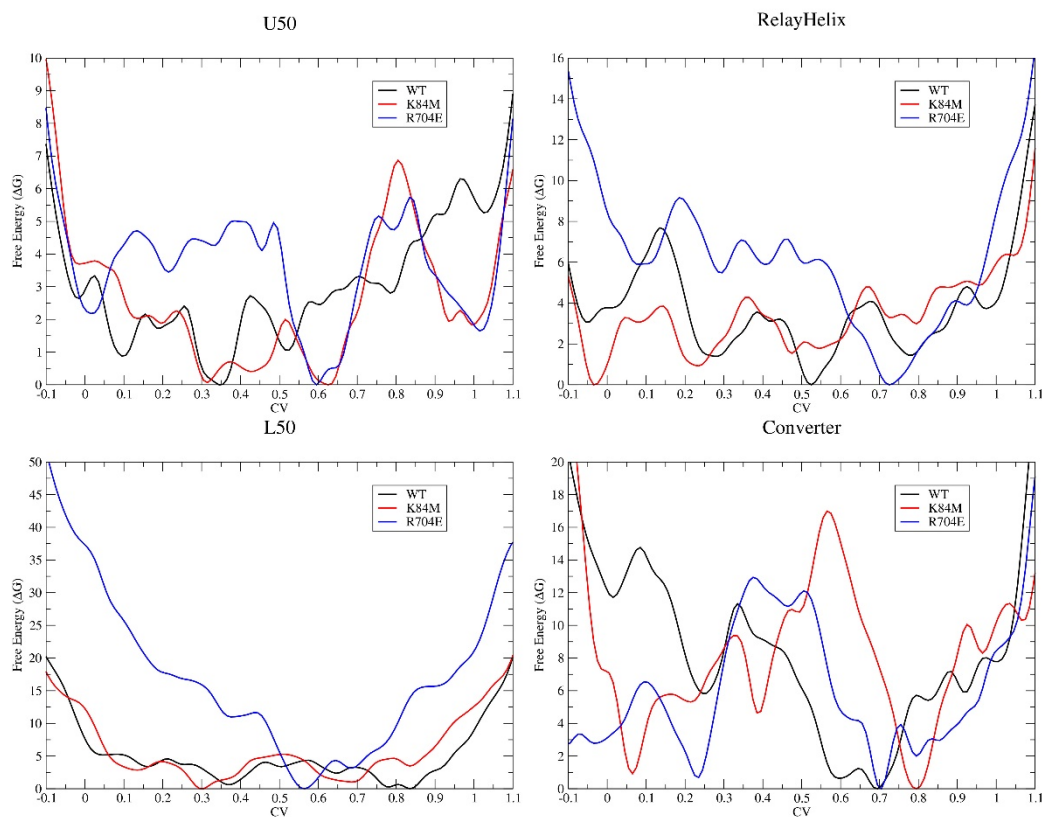 U50
10
9
8
7
6
5
4
3
2
1
0
Free Energy (ΔG)
WT
K84M
R704E
-0.1 0 0.1 0.2 0.3 0.4 0.5 0.6 0.7 0.8 0.9 1 1.1
CV
RelayHelix
16
14
12
10
8
6
4
2
0
Free Energy (ΔG)
WT
K84M
R704E
-0.1 0 0.1 0.2 0.3 0.4 0.5 0.6 0.7 0.8 0.9 1 1.1
CV
L50
50
45
40
35
30
25
20
15
10
5
0
Free Energy (ΔG)
WT
K84M
R704E
-0.1 0 0.1 0.2 0.3 0.4 0.5 0.6 0.7 0.8 0.9 1 1.1
CV
Converter
20
18
16
14
12
10
8
6
4
2
0
Free Energy (ΔG)
WT
K84M
R704E
-0.1 0 0.1 0.2 0.3 0.4 0.5 0.6 0.7 0.8 0.9 1 1.1
CV